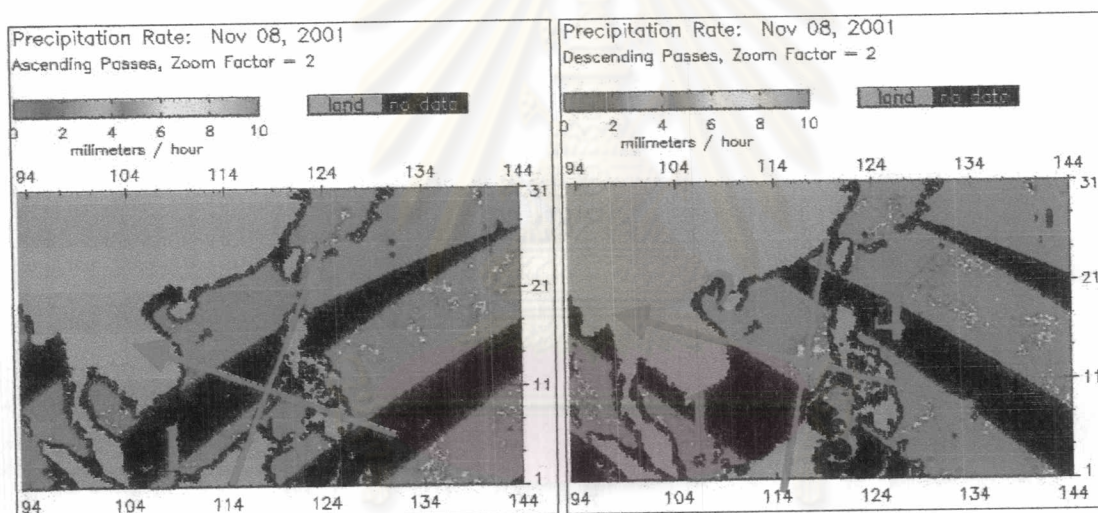 Precipitation Rate: Nov 08, 2001
Ascending Passes, Zoom Factor = 2
land no data
0 2 4 6 8 10
milimeters / hour
94 104 114 124 134 144
31
21
11
1
94 104 114 124 134 144
Precipitation Rate: Nov 08, 2001
Descending Passes, Zoom Factor = 2
land no data
0 2 4 6 8 10
milimeters / hour
94 104 114 124 134 144
31
21
11
1
94 104 114 124 134 144